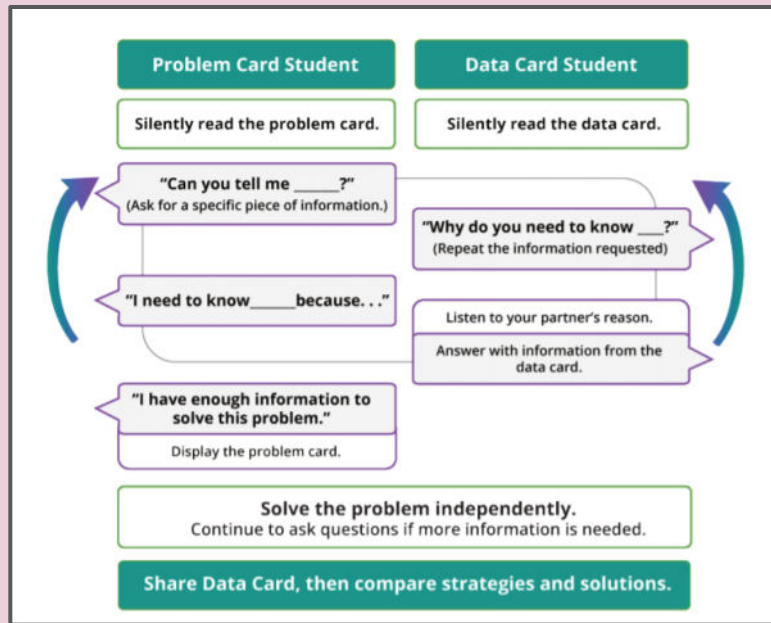 Problem Card Student
Data Card Student
Silently read the problem card.
Silently read the data card.
“Can you tell me ______?”
(Ask for a specific piece of information.)
“Why do you need to know ____?”
(Repeat the information requested)
“I need to know______because. . .”
Listen to your partner’s reason.
Answer with information from the
data card.
“I have enough information to
solve this problem.”
Display the problem card.
Solve the problem independently.
Continue to ask questions if more information is needed.
Share Data Card, then compare strategies and solutions.